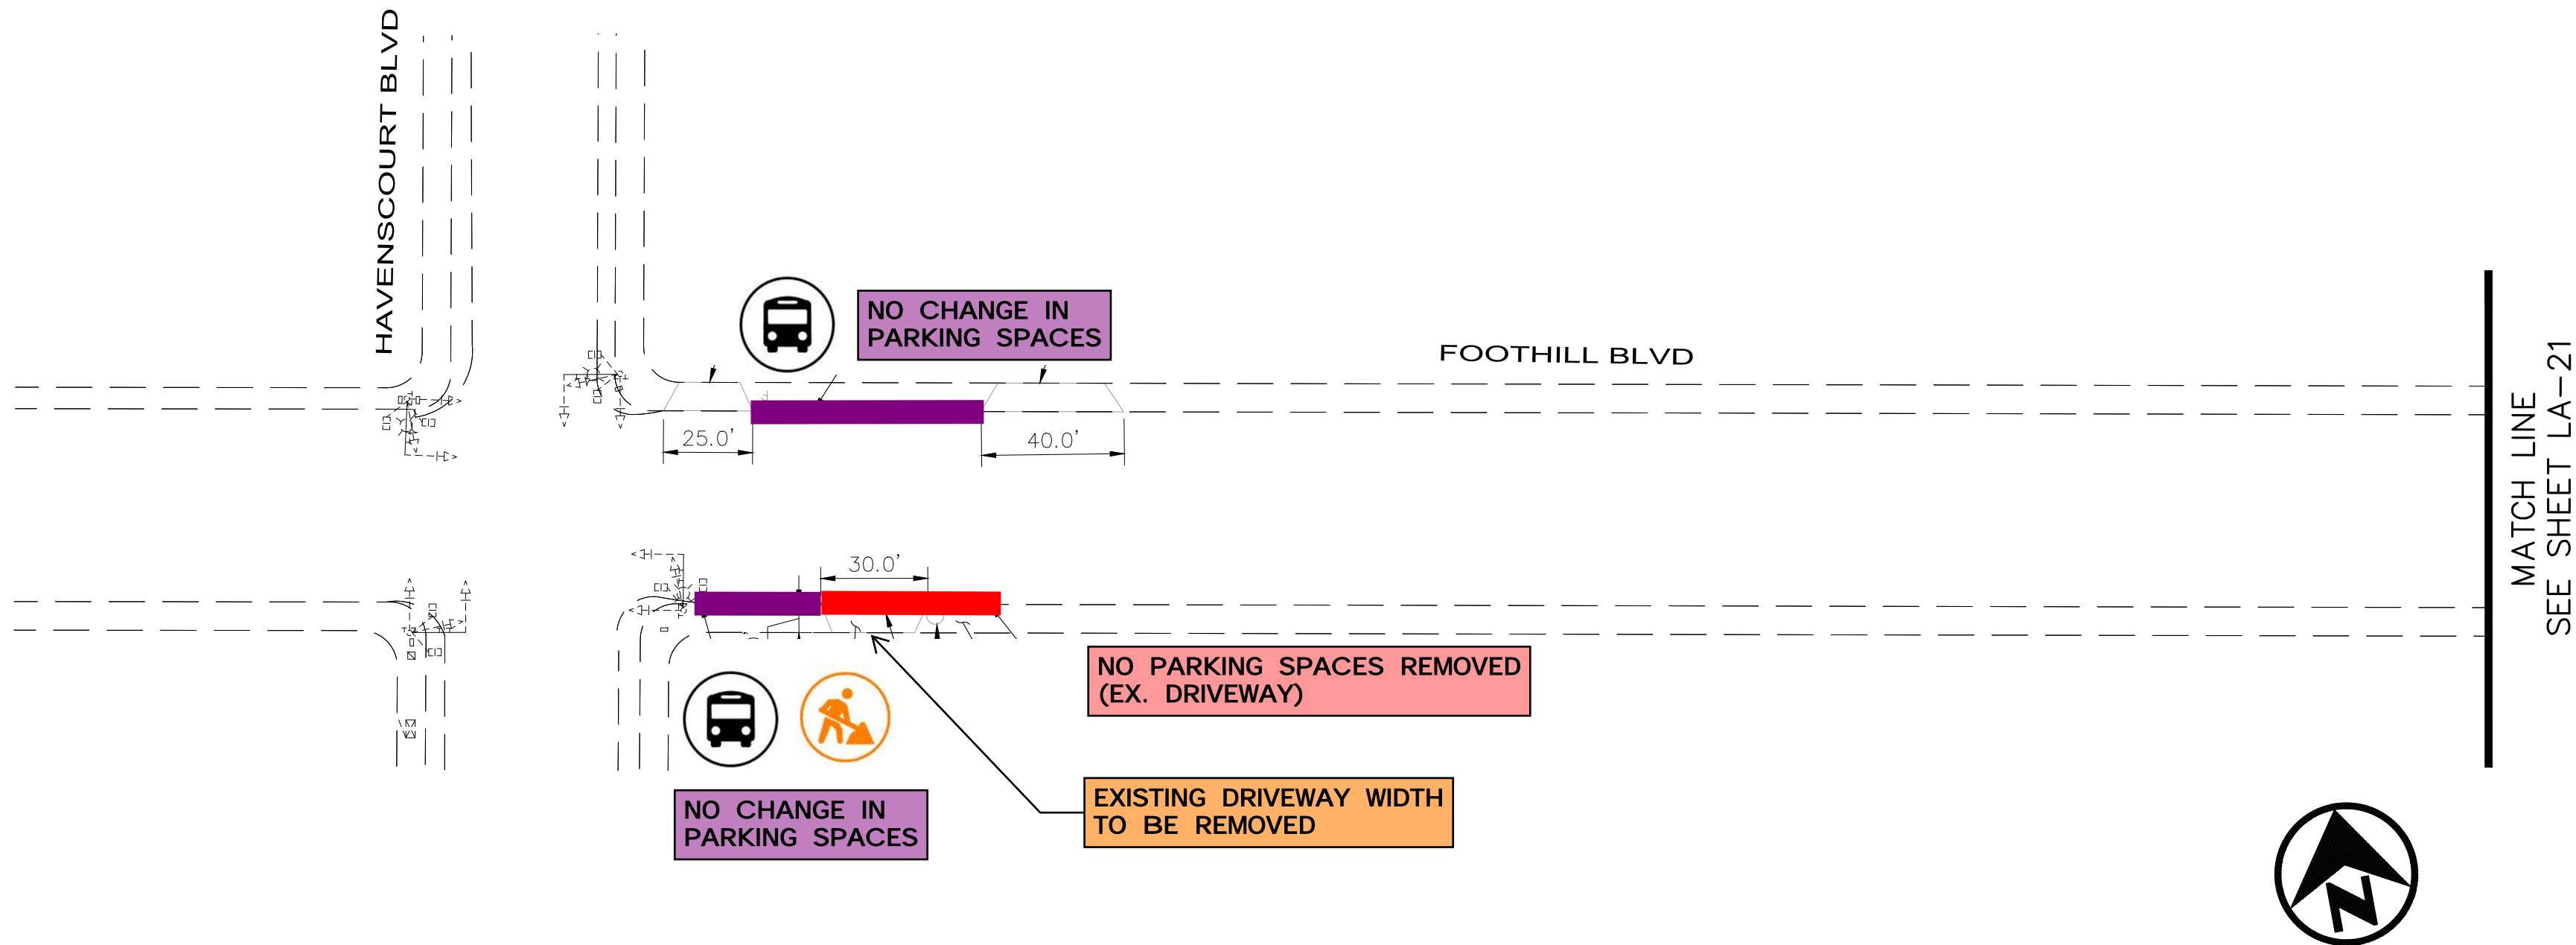 HAVENSCOURT BLVD
NO CHANGE IN
PARKING SPACES
FOOTHILL BLVD
25.0'
40.0'
MATCH LINE
SEE SHEET LA-21
30.0'
NO PARKING SPACES REMOVED
(EX. DRIVEWAY)
NO CHANGE IN
PARKING SPACES
EXISTING DRIVEWAY WIDTH
TO BE REMOVED
N